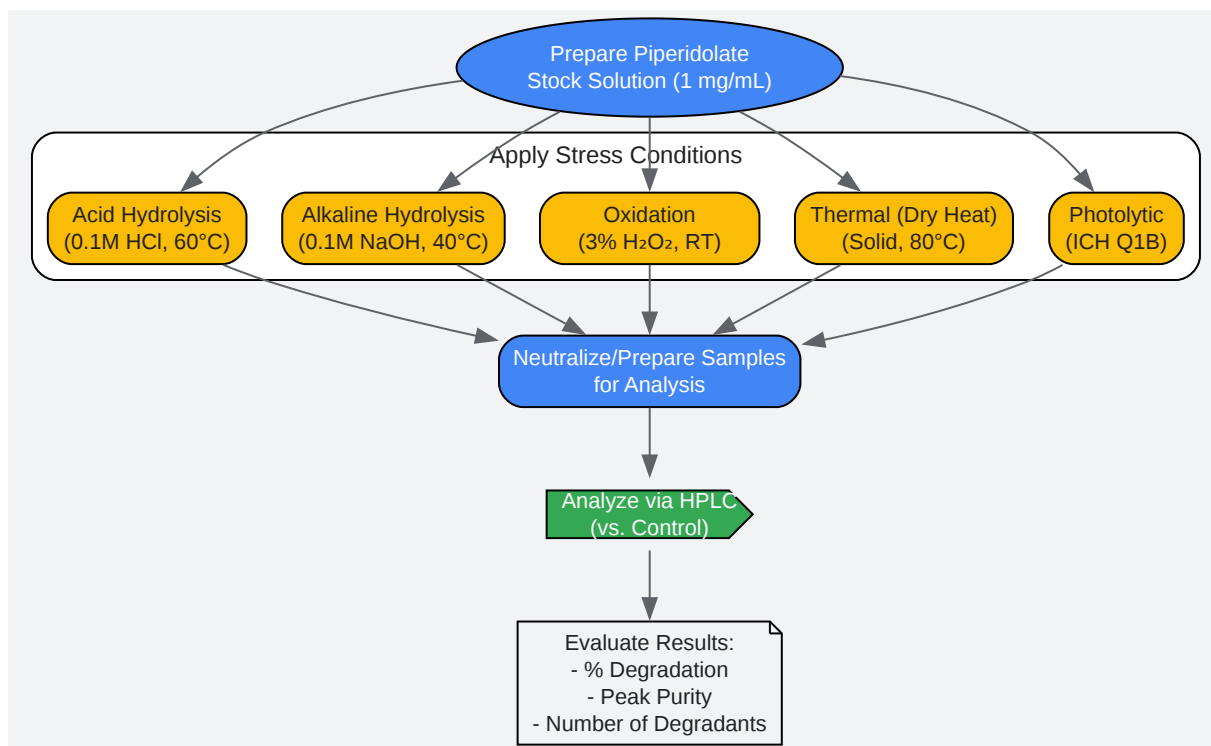 Prepare Piperidolate
Stock Solution (1 mg/mL)
Apply Stress Conditions
Acid Hydrolysis
(0.1M HCl, 60°C)
Alkaline Hydrolysis
(0.1M NaOH, 40°C)
Oxidation
(3% H₂O₂, RT)
Thermal (Dry Heat)
(Solid, 80°C)
Photolytic
(ICH Q1B)
Neutralize/Prepare Samples
for Analysis
Analyze via HPLC
(vs. Control)
Evaluate Results:
- % Degradation
- Peak Purity
- Number of Degradants